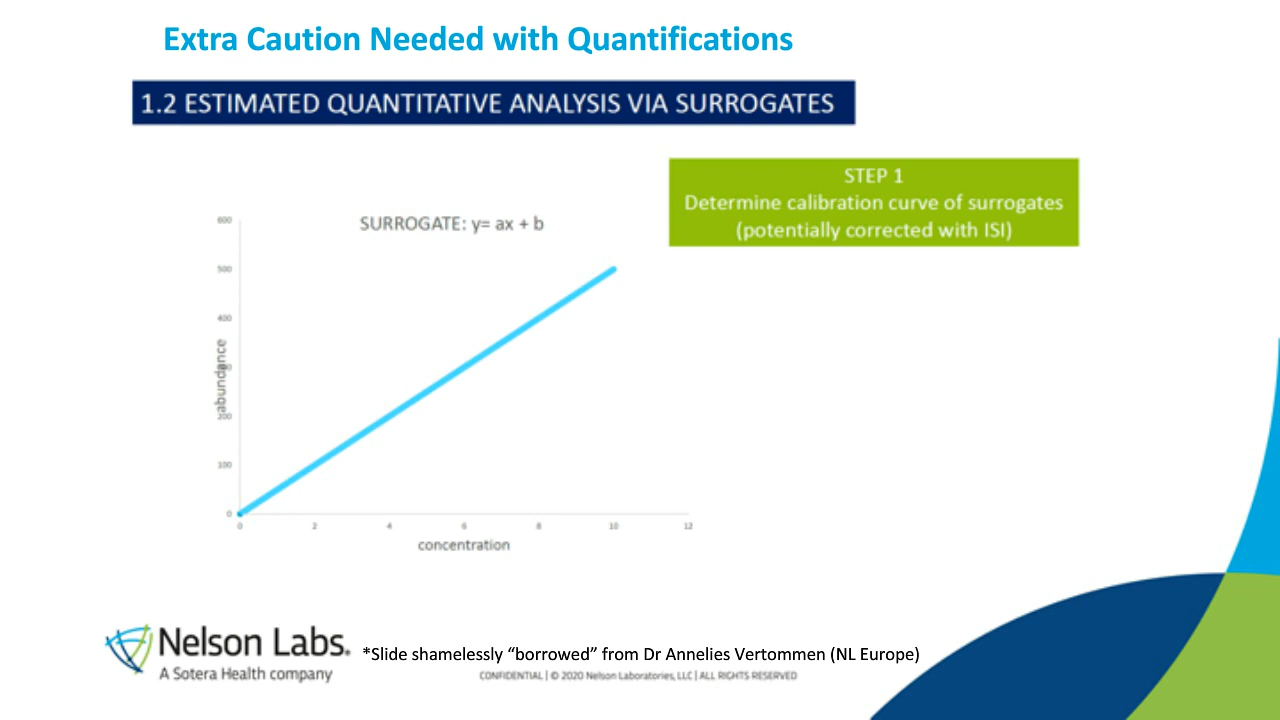 Extra Caution Needed with Quantifications
1.2 ESTIMATED QUANTITATIVE ANALYSIS VIA SURROGATES
STEP 1
Determine calibration curve of surrogates
(potentially corrected with ISI)
SURROGATE: y= ax + b
600
500
400
300
200
100
0
abundance
0 2 4 6 8 10 12
concentration
Nelson Labs.
A Sotera Health company
*Slide shamelessly “borrowed” from Dr Annelies Vertommen (NL Europe)
CONFIDENTIAL | © 2020 Nelson Laboratories, LLC | ALL RIGHTS RESERVED